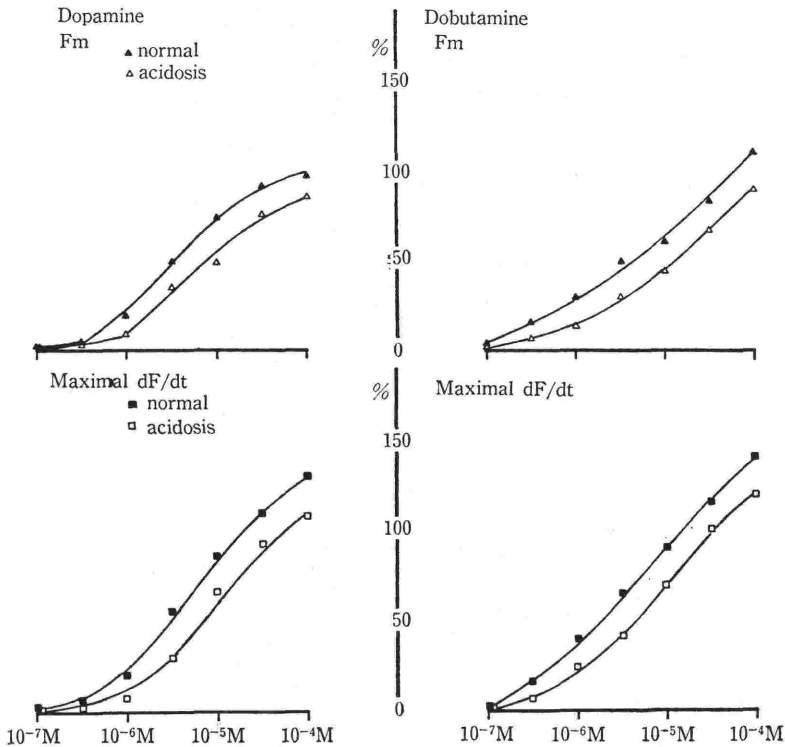 Dopamine
Fm
▲ normal
△ acidosis
%
150
100
50
0
Dobutamine
Fm
Maximal dF/dt
■ normal
□ acidosis
%
150
100
50
0
Maximal dF/dt
10⁻⁷M 10⁻⁶M 10⁻⁵M 10⁻⁴M
10⁻⁷M 10⁻⁶M 10⁻⁵M 10⁻⁴M